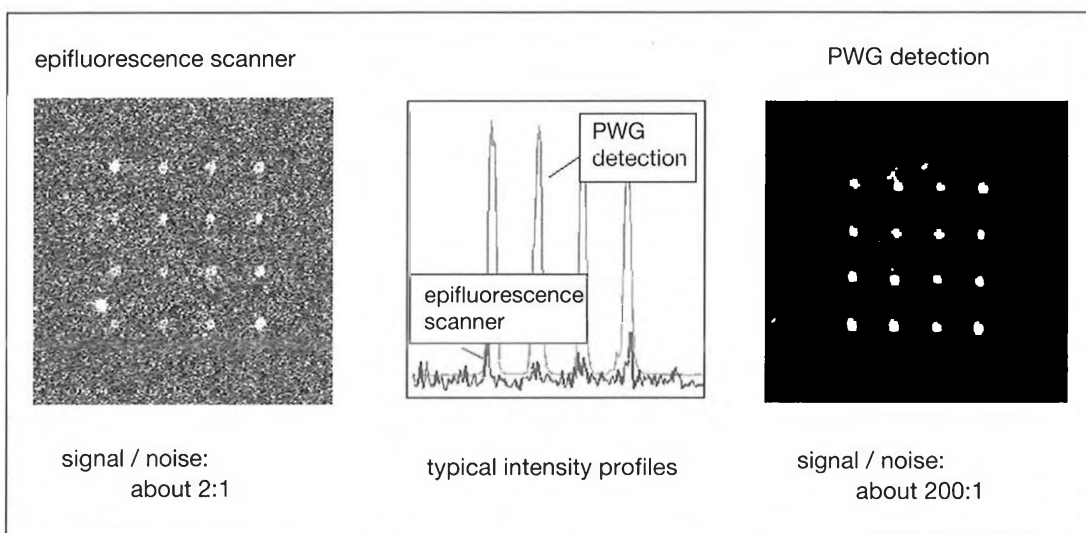 epifluorescence scanner
PWG detection
PWG
detection
epifluorescence
scanner
signal / noise:
about 2:1
typical intensity profiles
signal / noise:
about 200:1